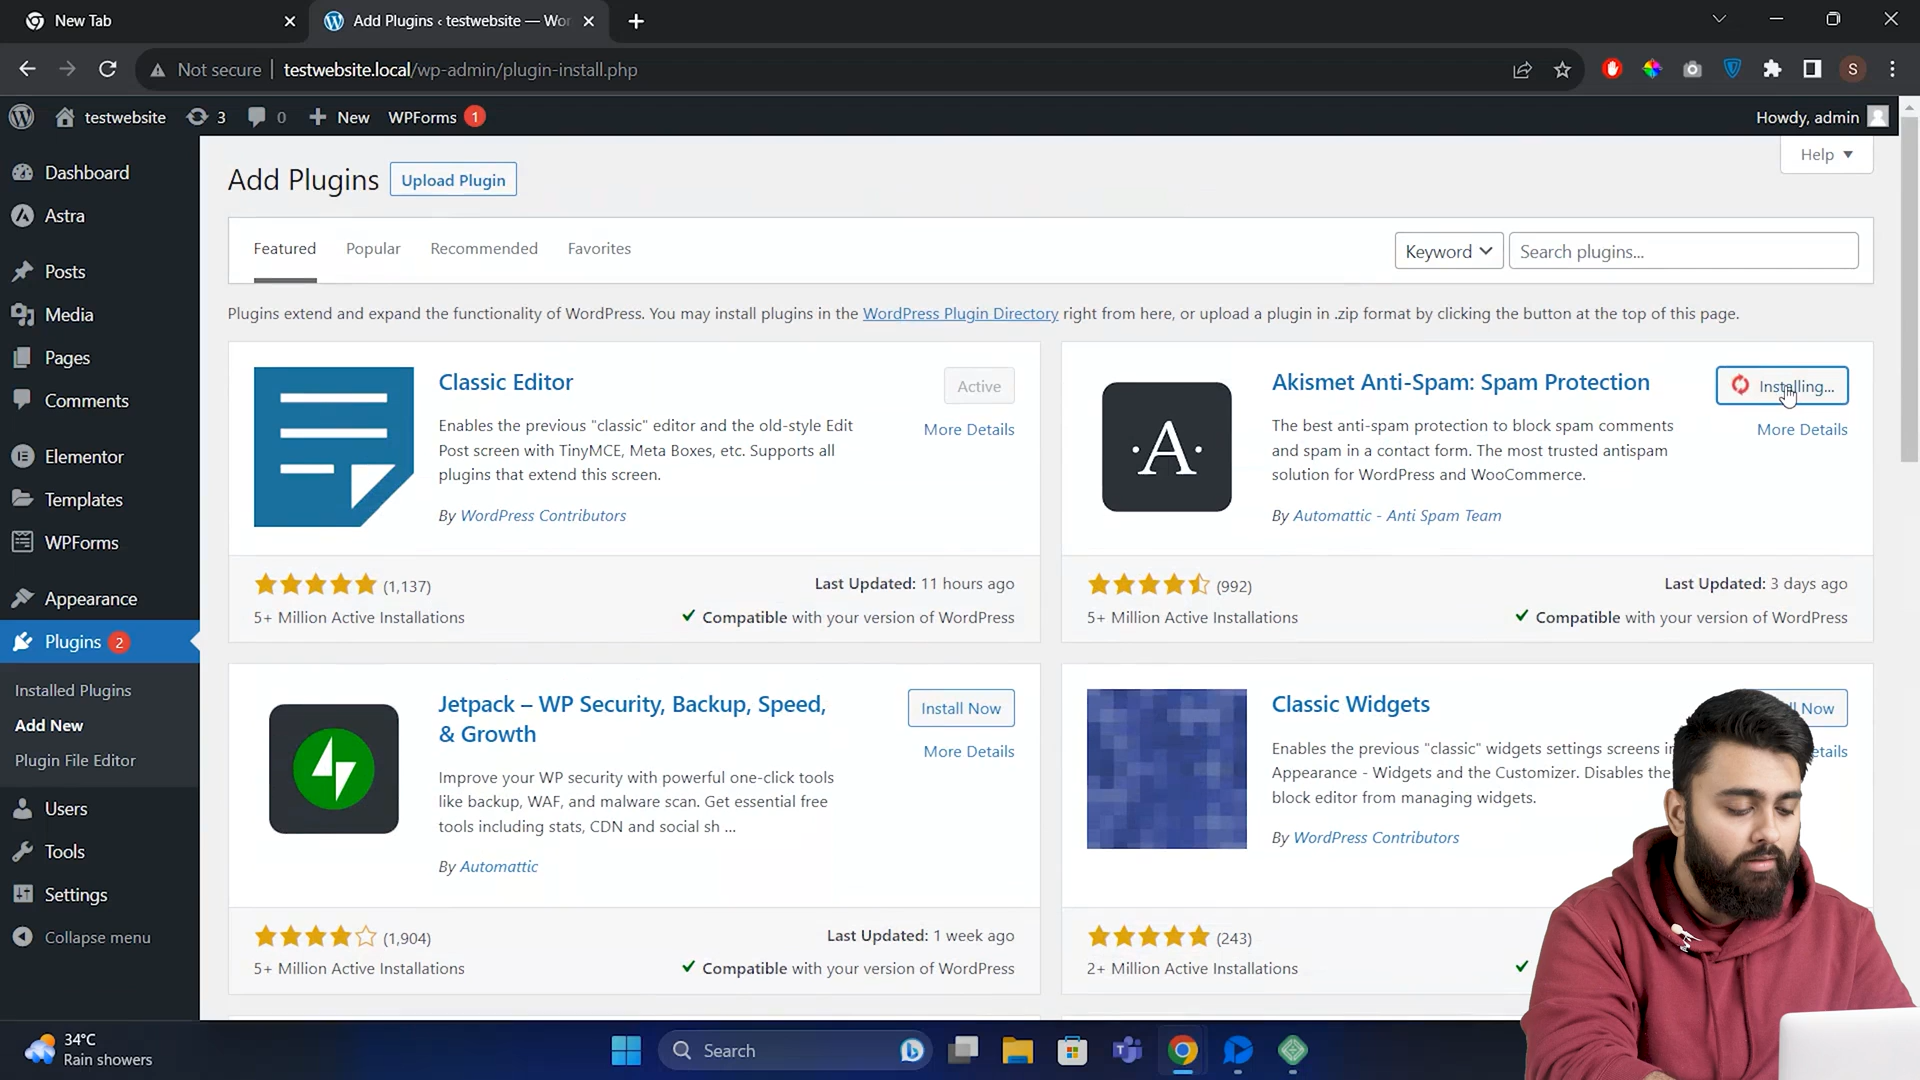 New Tab
Add Plugins ‹ testwebsite — Wor
Not secure
testwebsite.local/wp-admin/plugin-install.php
S
testwebsite
3
0
New
WPForms 1
Howdy, admin
Dashboard
Astra
Posts
Media
Pages
Comments
Elementor
Templates
WPForms
Appearance
Plugins 2
Installed Plugins
Add New
Plugin File Editor
Users
Tools
Settings
Collapse menu
Help
Add Plugins
Upload Plugin
Featured
Popular
Recommended
Favorites
Keyword
Search plugins...
Plugins extend and expand the functionality of WordPress. You may install plugins in the WordPress Plugin Directory right from here, or upload a plugin in .zip format by clicking the button at the top of this page.
Classic Editor
Active
More Details
Enables the previous "classic" editor and the old-style Edit
Post screen with TinyMCE, Meta Boxes, etc. Supports all
plugins that extend this screen.
By WordPress Contributors
(1,137)
Last Updated: 11 hours ago
5+ Million Active Installations
Compatible with your version of WordPress
·A·
Akismet Anti-Spam: Spam Protection
Installing...
More Details
The best anti-spam protection to block spam comments
and spam in a contact form. The most trusted antispam
solution for WordPress and WooCommerce.
By Automattic - Anti Spam Team
(992)
Last Updated: 3 days ago
5+ Million Active Installations
Compatible with your version of WordPress
Jetpack – WP Security, Backup, Speed,
& Growth
Install Now
More Details
Improve your WP security with powerful one-click tools
like backup, WAF, and malware scan. Get essential free
tools including stats, CDN and social sh ...
By Automattic
(1,904)
Last Updated: 1 week ago
5+ Million Active Installations
Compatible with your version of WordPress
Classic Widgets
Now
Enables the previous "classic" widgets settings screens in
Appearance - Widgets and the Customizer. Disables the
block editor from managing widgets.
By WordPress Contributors
(243)
2+ Million Active Installations
34°C
Rain showers
Search